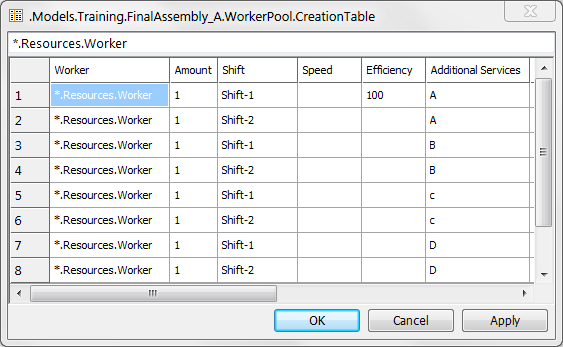 .Models.Training.FinalAssembly_A.WorkerPool.CreationTable
*.Resources.Worker
Worker Amount Shift Speed Efficiency Additional Services
1 *.Resources.Worker 1 Shift-1 100 A
2 *.Resources.Worker 1 Shift-2 A
3 *.Resources.Worker 1 Shift-1 B
4 *.Resources.Worker 1 Shift-2 B
5 *.Resources.Worker 1 Shift-1 c
6 *.Resources.Worker 1 Shift-2 c
7 *.Resources.Worker 1 Shift-1 D
8 *.Resources.Worker 1 Shift-2 D
OK Cancel Apply